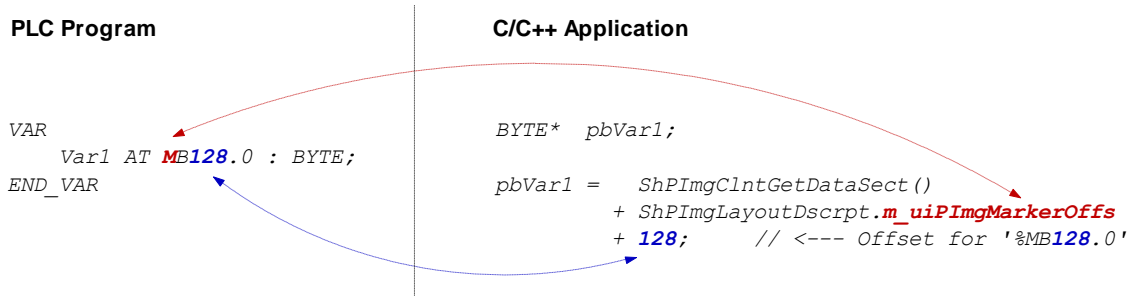 PLC Program
C/C++ Application
VAR
Var1 AT MB128.0 : BYTE;
END_VAR
BYTE* pbVar1;
pbVar1 = ShPImgClntGetDataSect()
+ ShPImgLayoutDscrpt.m_uiPImgMarkerOffs
+ 128; // <--- Offset for '%MB128.0'